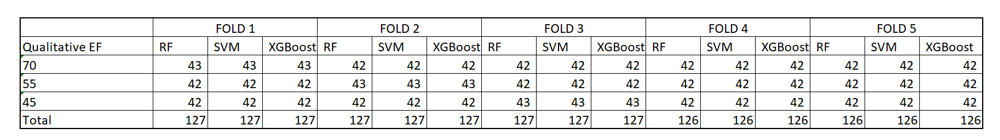 FOLD 1 FOLD 2 FOLD 3 FOLD 4 FOLD 5
Qualitative EF RF SVM XGBoost RF SVM XGBoost RF SVM XGBoost RF SVM XGBoost RF SVM XGBoost
70 43 43 43 42 42 42 42 42 42 42 42 42 42 42 42
55 42 42 42 43 43 43 42 42 42 42 42 42 42 42 42
45 42 42 42 42 42 42 43 43 43 42 42 42 42 42 42
Total 127 127 127 127 127 127 127 127 127 126 126 126 126 126 126